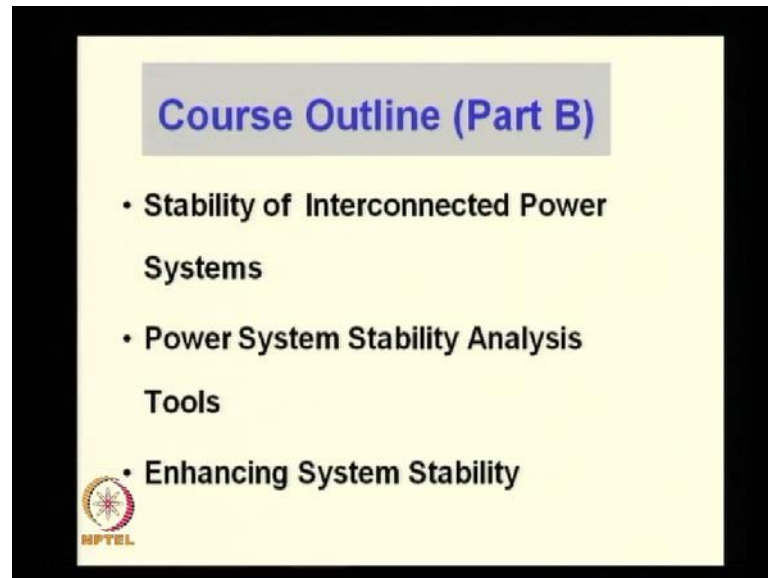 Course Outline (Part B)
• Stability of Interconnected Power
Systems
• Power System Stability Analysis
Tools
• Enhancing System Stability
NPTEL